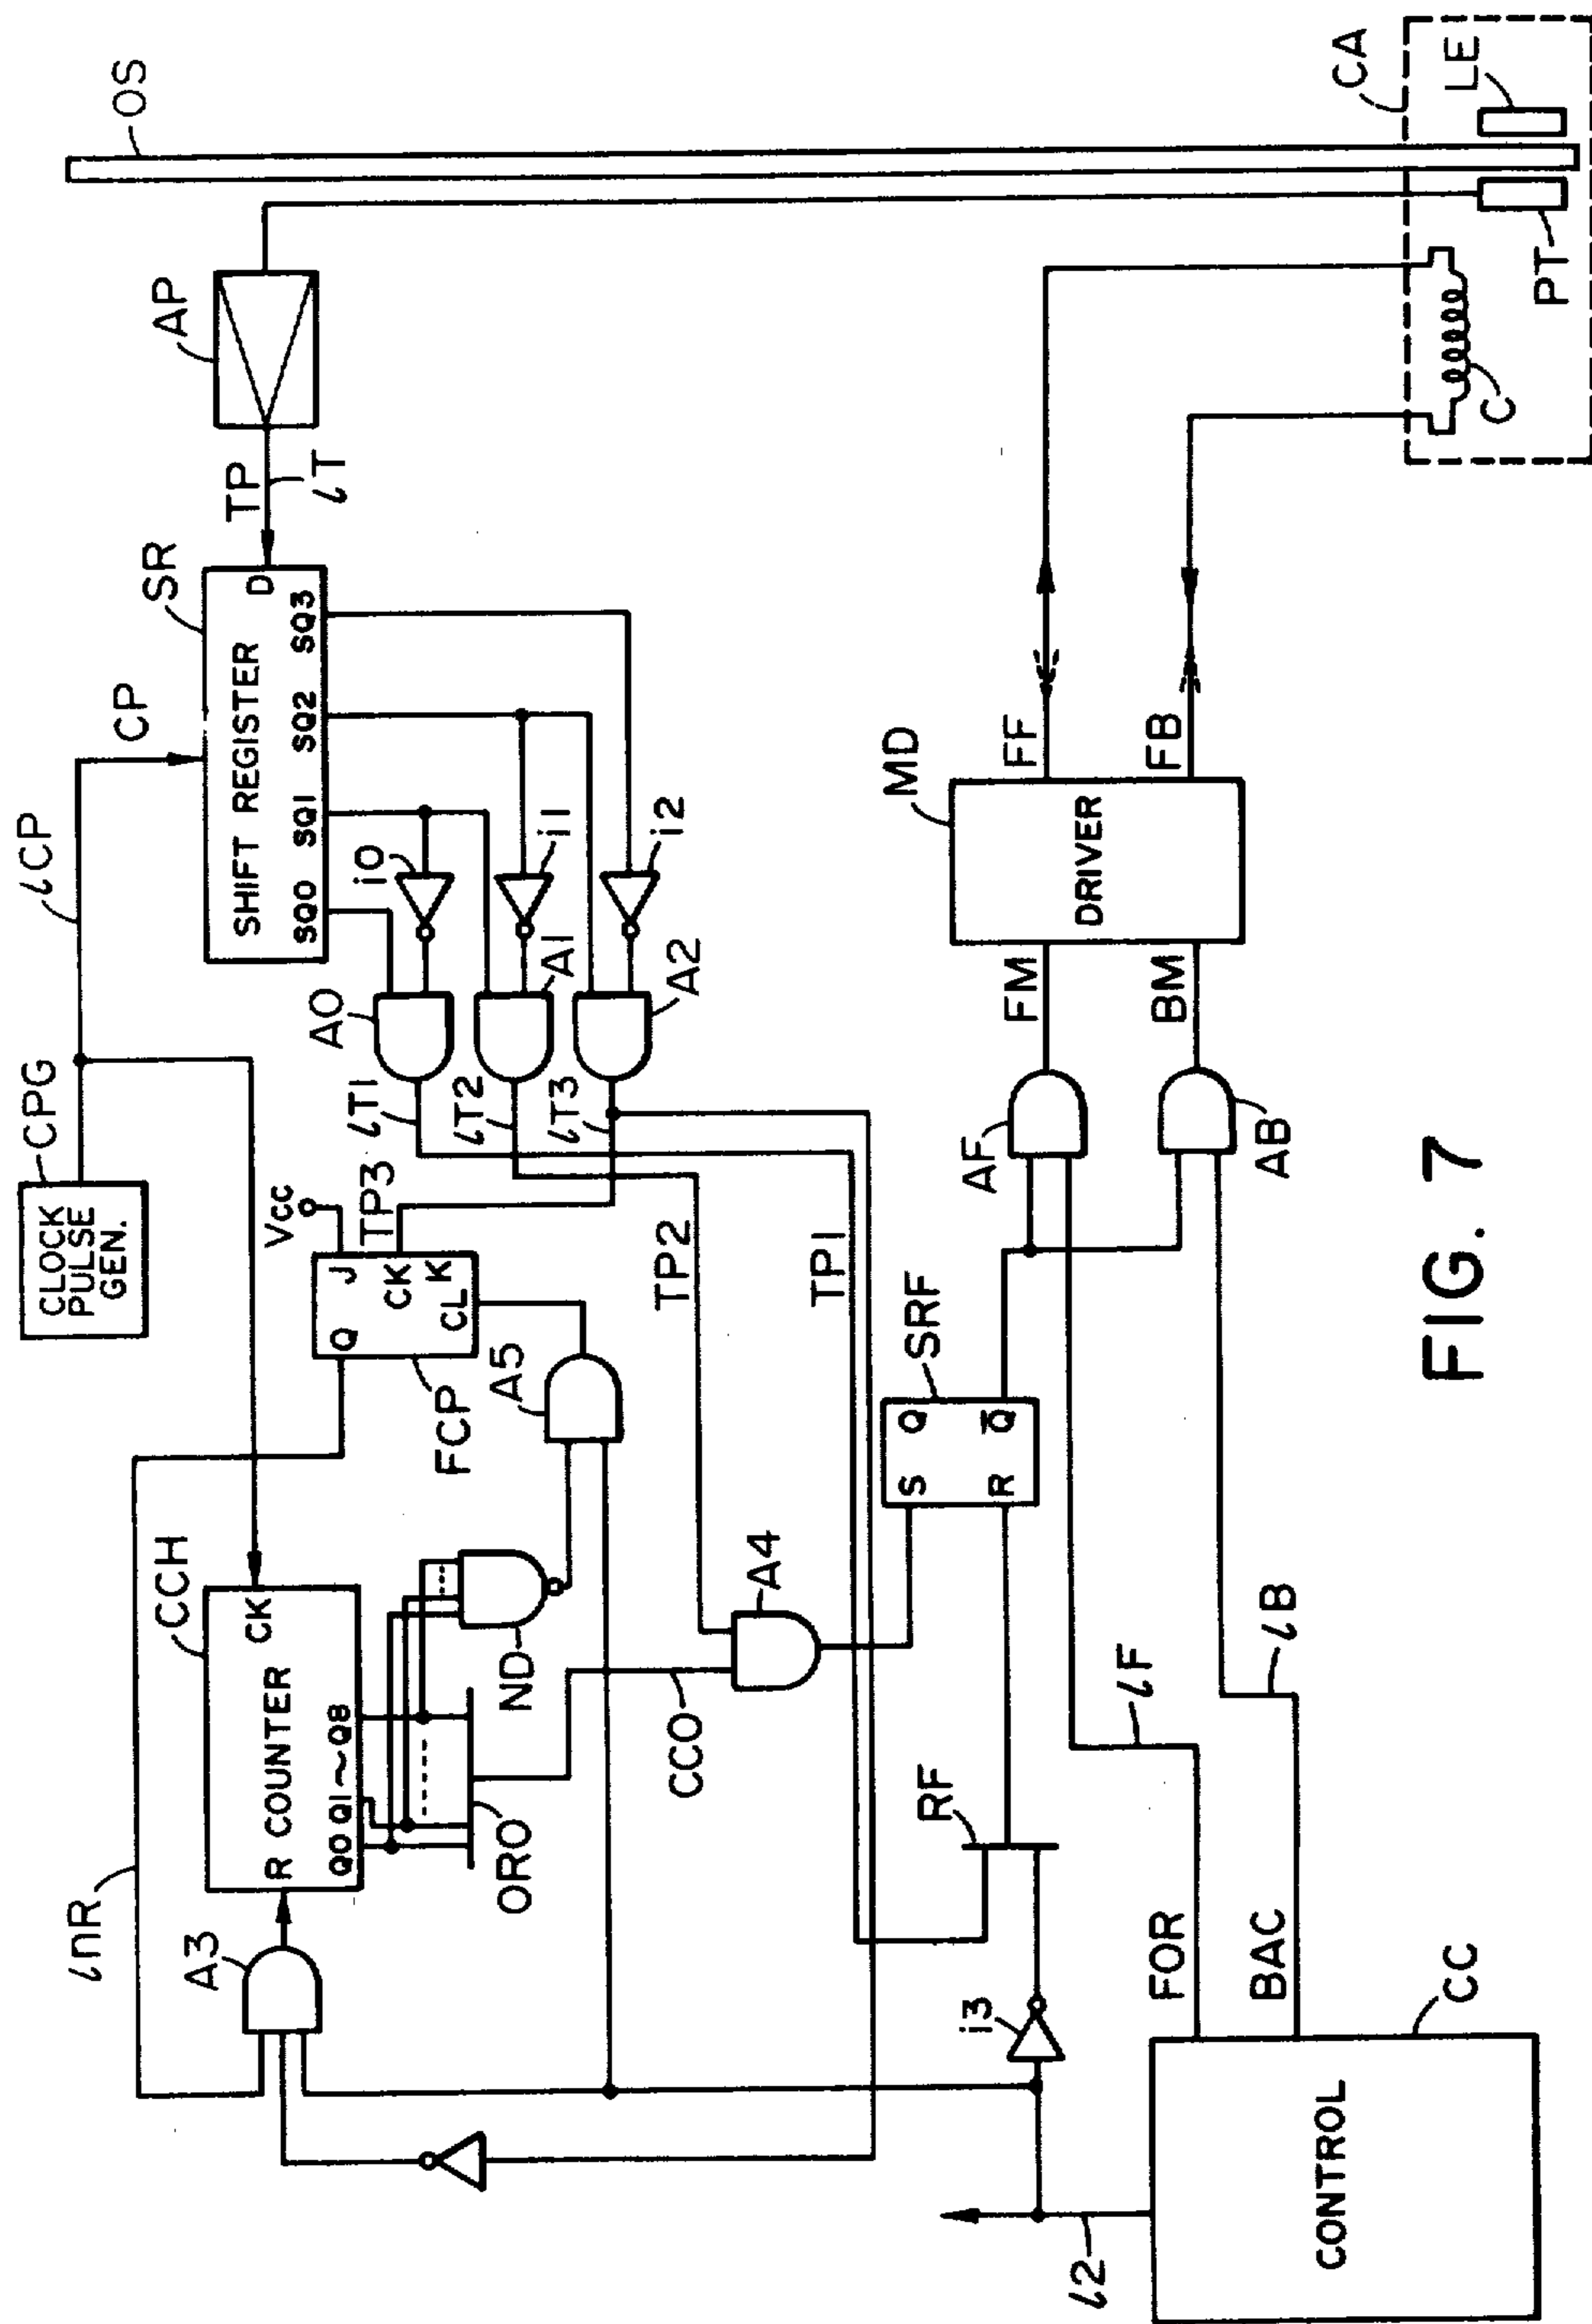 CLOCK
PULSE
GEN.
CPG
lCP
CP
SR
SHIFT REGISTER
D
SQ0 SQ1 SQ2 SQ3
TP
lT
AP
OS
lnR
A3
CCH
R COUNTER CK
Q0 Q1~Q8
ORO
ND
Vcc
J
Q
CK
K
CL
TP3
FCP
A5
A0
A1
A2
i0
i1
i2
lT1
lT2
lT3
TP2
TP1
CCO
A4
RF
i3
SRF
S Q
R Q̅
AF
AB
FM
BM
MD
DRIVER
FF
FB
CA
LE
PT
C
l2
CONTROL
CC
FOR
BAC
lF
lB
FIG. 7